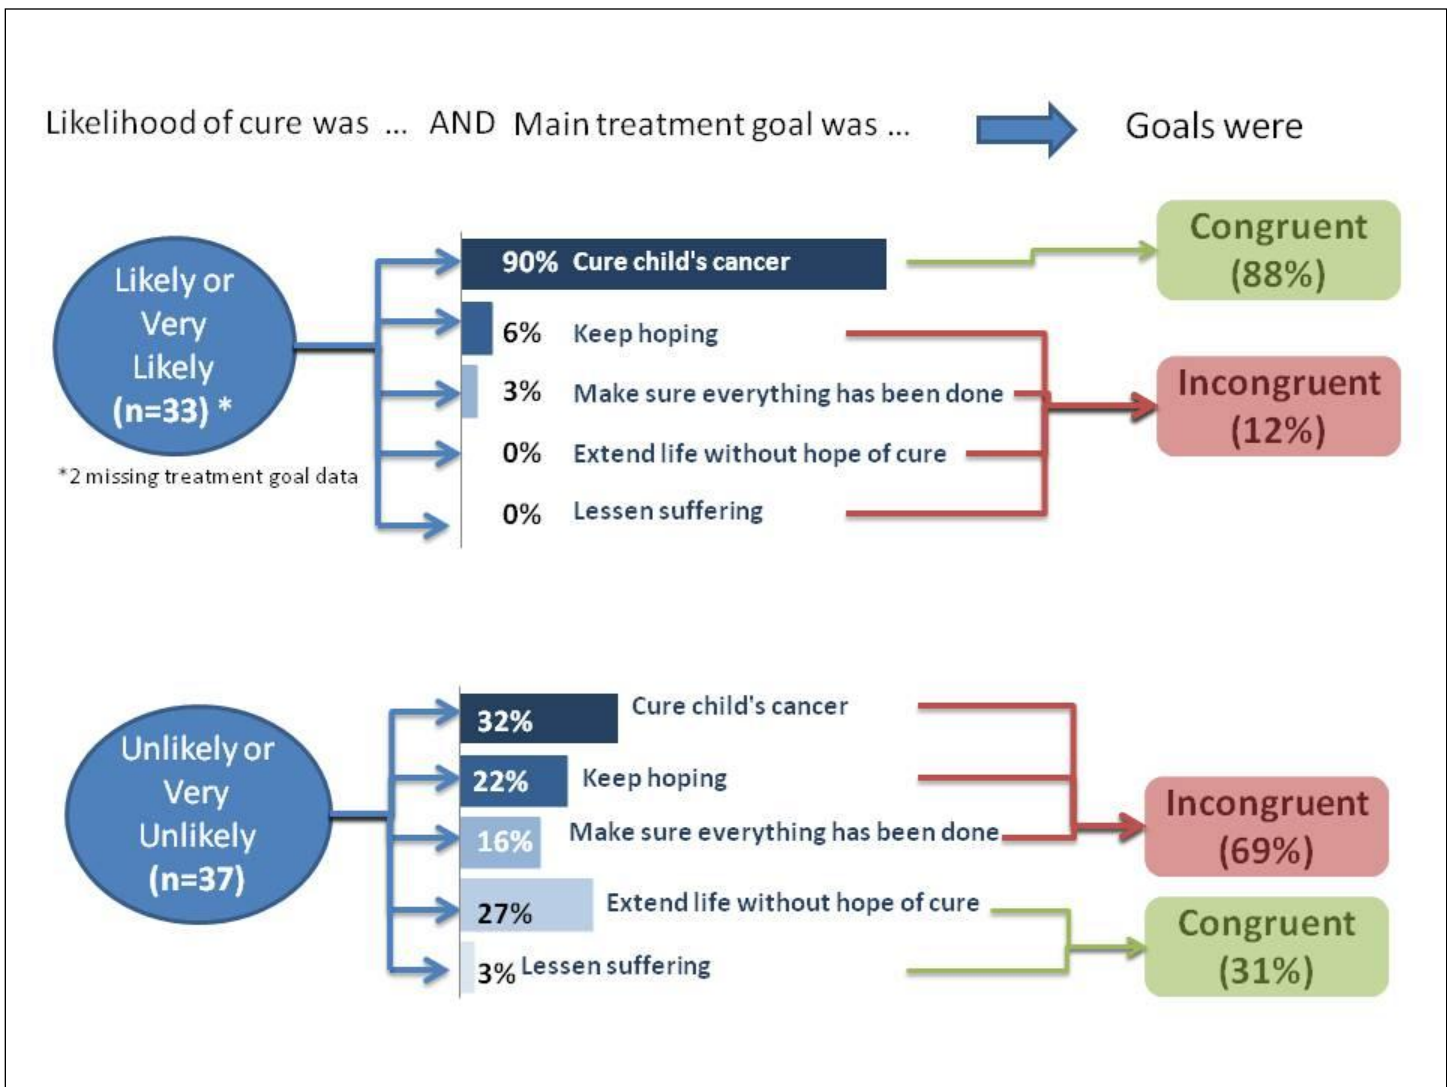 Likelihood of cure was ... AND Main treatment goal was ... Goals were
Likely or
Very
Likely
(n=33) *
*2 missing treatment goal data
90% Cure child's cancer
6% Keep hoping
3% Make sure everything has been done
0% Extend life without hope of cure
0% Lessen suffering
Congruent
(88%)
Incongruent
(12%)
Unlikely or
Very
Unlikely
(n=37)
32% Cure child's cancer
22% Keep hoping
16% Make sure everything has been done
27% Extend life without hope of cure
3% Lessen suffering
Incongruent
(69%)
Congruent
(31%)